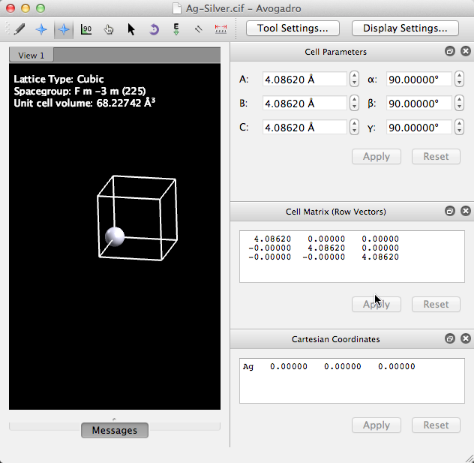 Ag-Silver.cif – Avogadro
Tool Settings... Display Settings...
View 1
Lattice Type: Cubic
Spacegroup: F m -3 m (225)
Unit cell volume: 68.22742 Å³
Cell Parameters
A: 4.08620 Å α: 90.00000°
B: 4.08620 Å β: 90.00000°
C: 4.08620 Å γ: 90.00000°
Apply Reset
Cell Matrix (Row Vectors)
4.08620 0.00000 0.00000
-0.00000 4.08620 0.00000
-0.00000 -0.00000 4.08620
Apply Reset
Cartesian Coordinates
Ag 0.00000 0.00000 0.00000
Apply Reset
Messages